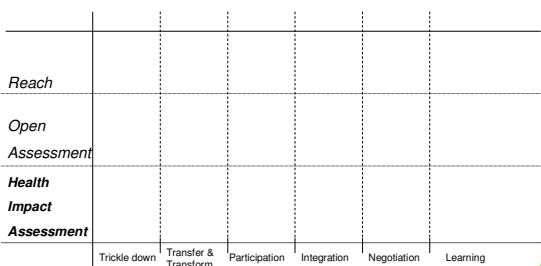 Reach
Open
Assessment
Health
Impact
Assessment
Trickle down
Transfer &
Transform
Participation
Integration
Negotiation
Learning